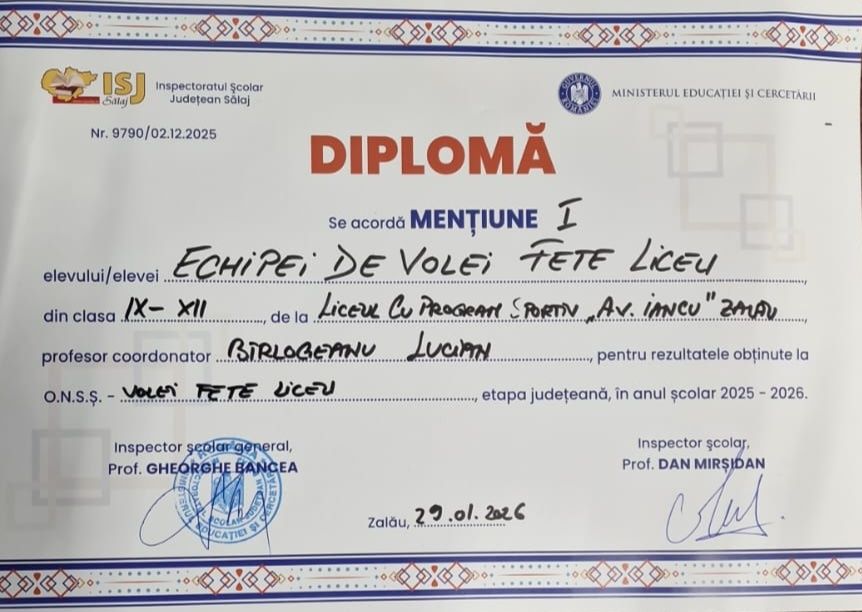 ISJ
Sălaj
Inspectoratul Școlar
Județean Sălaj
GUVERNUL ROMÂNIEI
MINISTERUL EDUCAȚIEI ȘI CERCETĂRII
Nr. 9790/02.12.2025
DIPLOMĂ
Se acordă MENȚIUNE I
elevului/elevei ECHIPEI DE VOLEI FETE LICEU
din clasa IX - XII, de la LICEUL CU PROGRAM SPORTIV „AV. IANCU” ZALĂU,
profesor coordonator BÎRLOGEANU LUCIAN, pentru rezultatele obținute la
O.N.S.Ș. - VOLEI FETE LICEU, etapa județeană, în anul școlar 2025 - 2026.
Inspector școlar general,
Prof. GHEORGHE BANCEA
Inspector școlar,
Prof. DAN MIRȘIDAN
Zalău, 29.01.2026